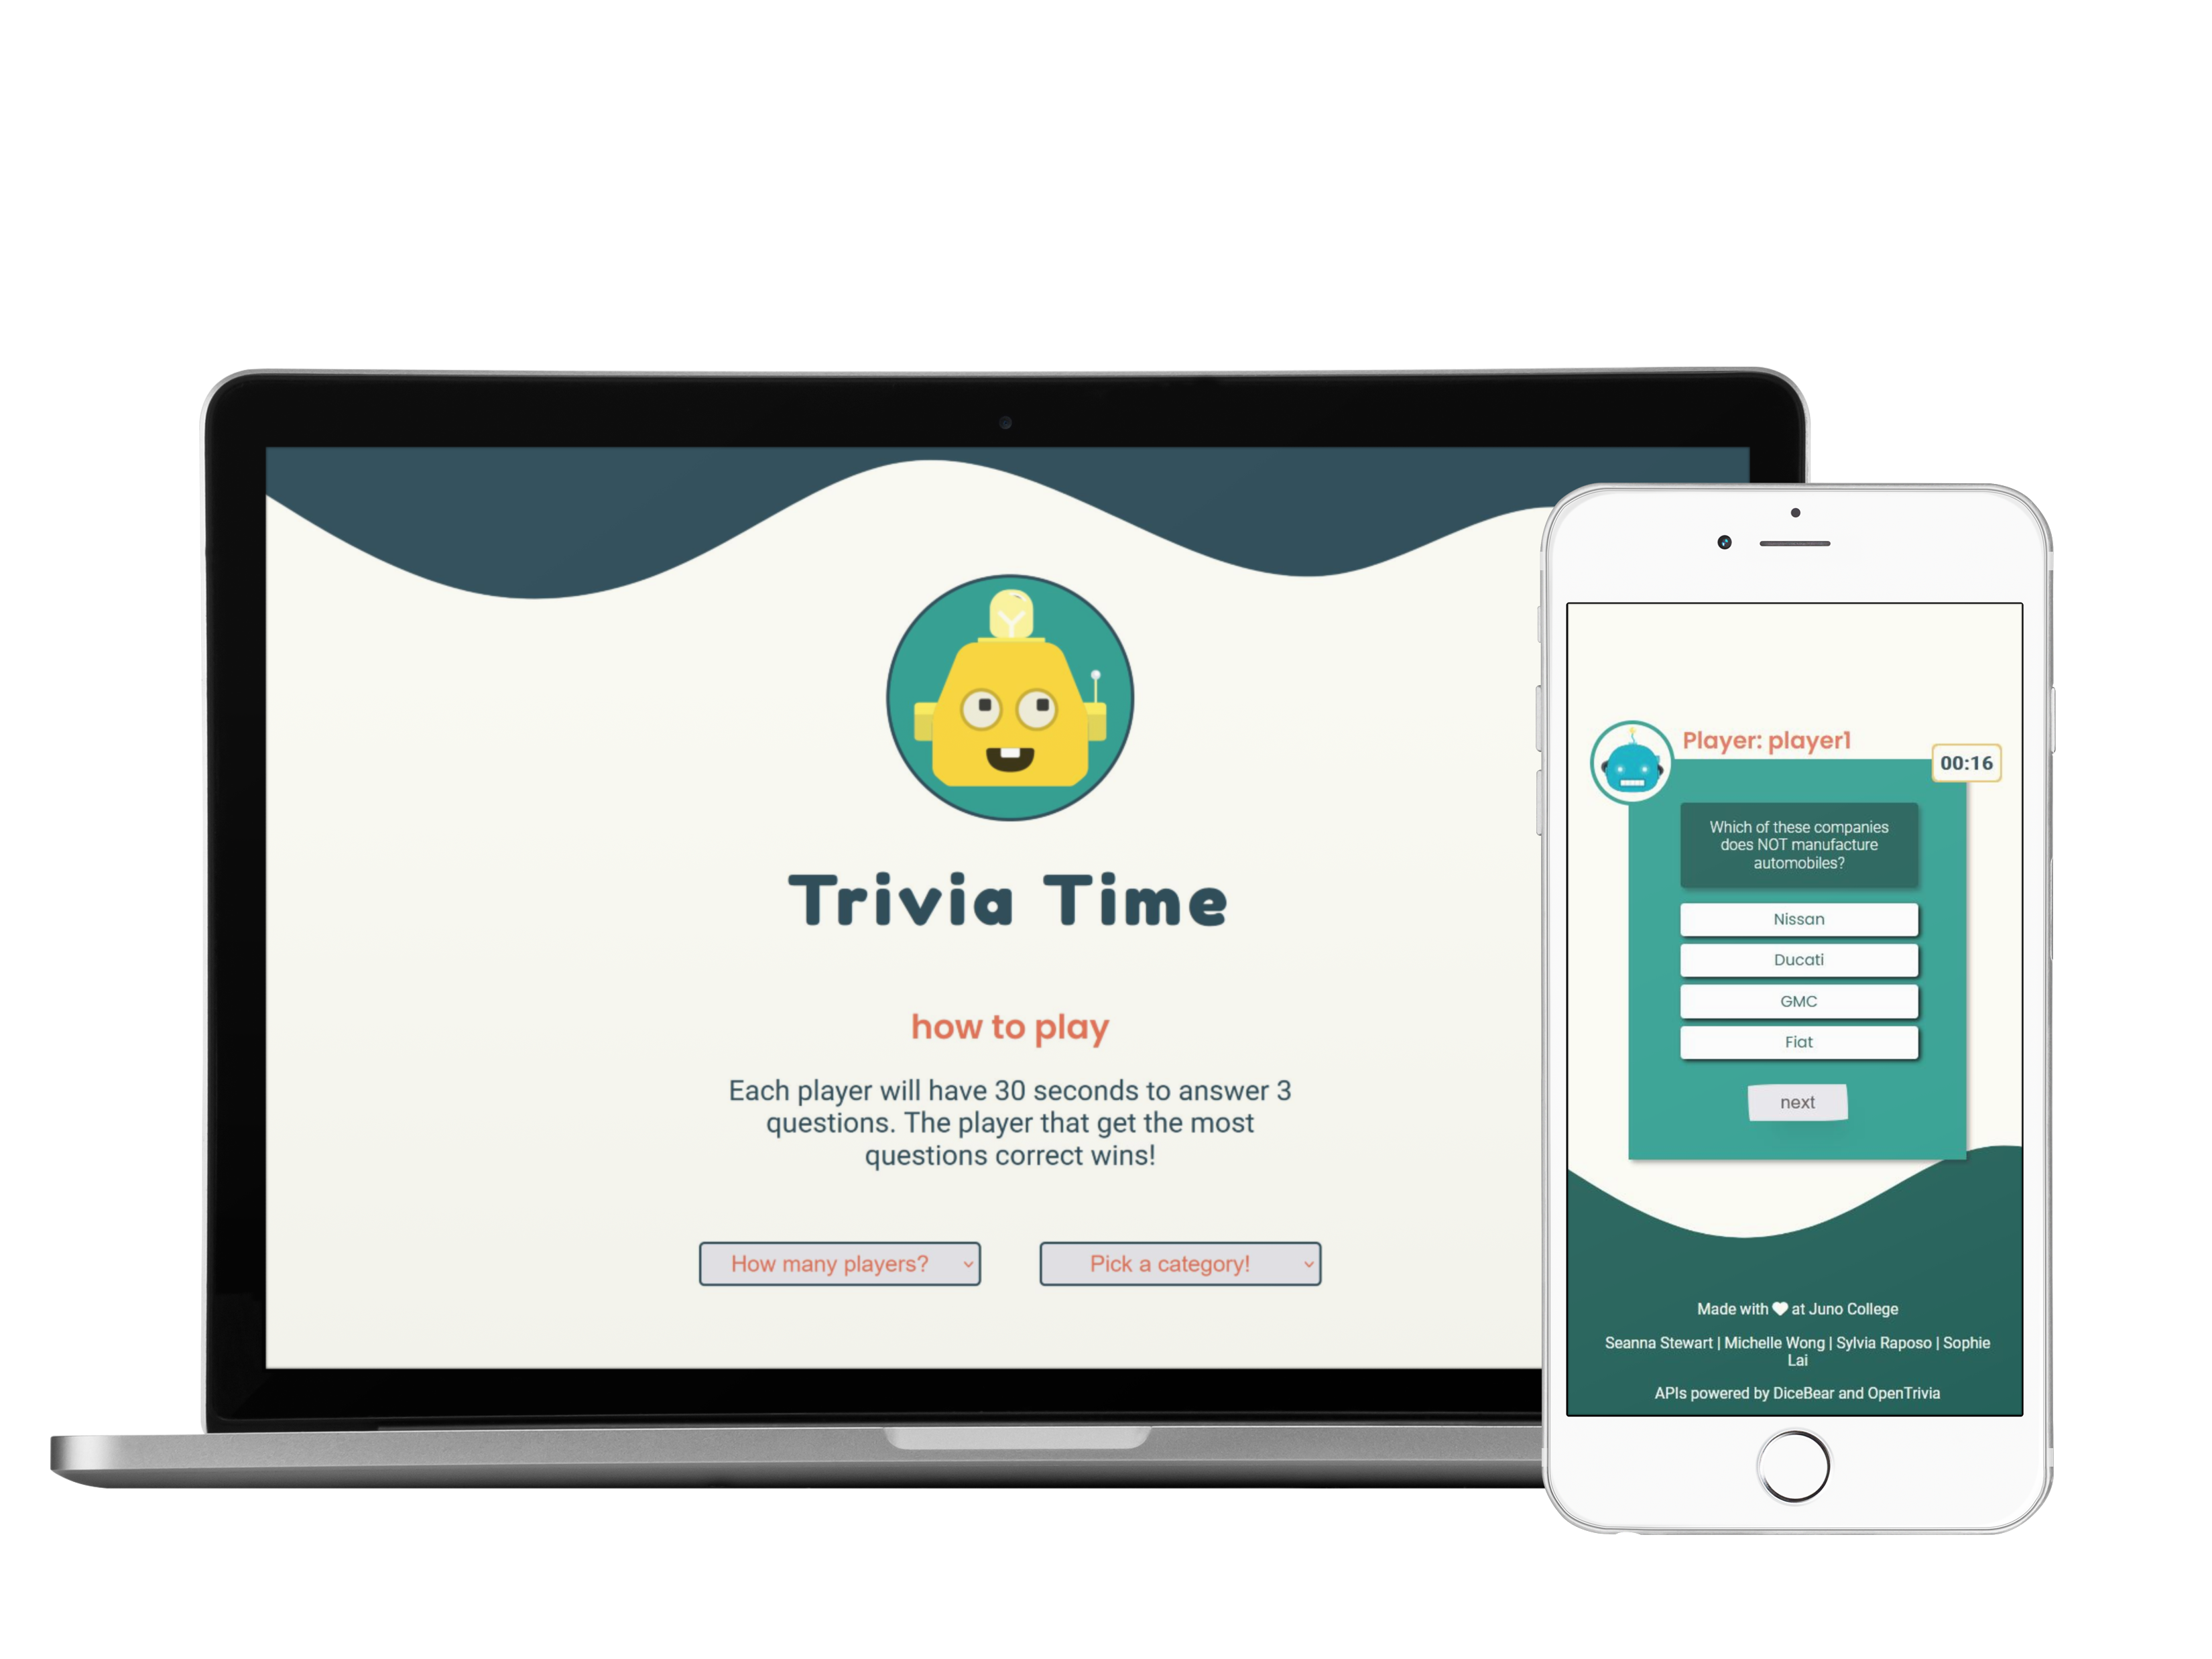 Trivia Time
how to play
Each player will have 30 seconds to answer 3
questions. The player that get the most
questions correct wins!
How many players?
Pick a category!
Player: player1
00:16
Which of these companies
does NOT manufacture
automobiles?
Nissan
Ducati
GMC
Fiat
next
Made with ♥ at Juno College
Seanna Stewart | Michelle Wong | Sylvia Raposo | Sophie
Lai
APIs powered by DiceBear and OpenTrivia